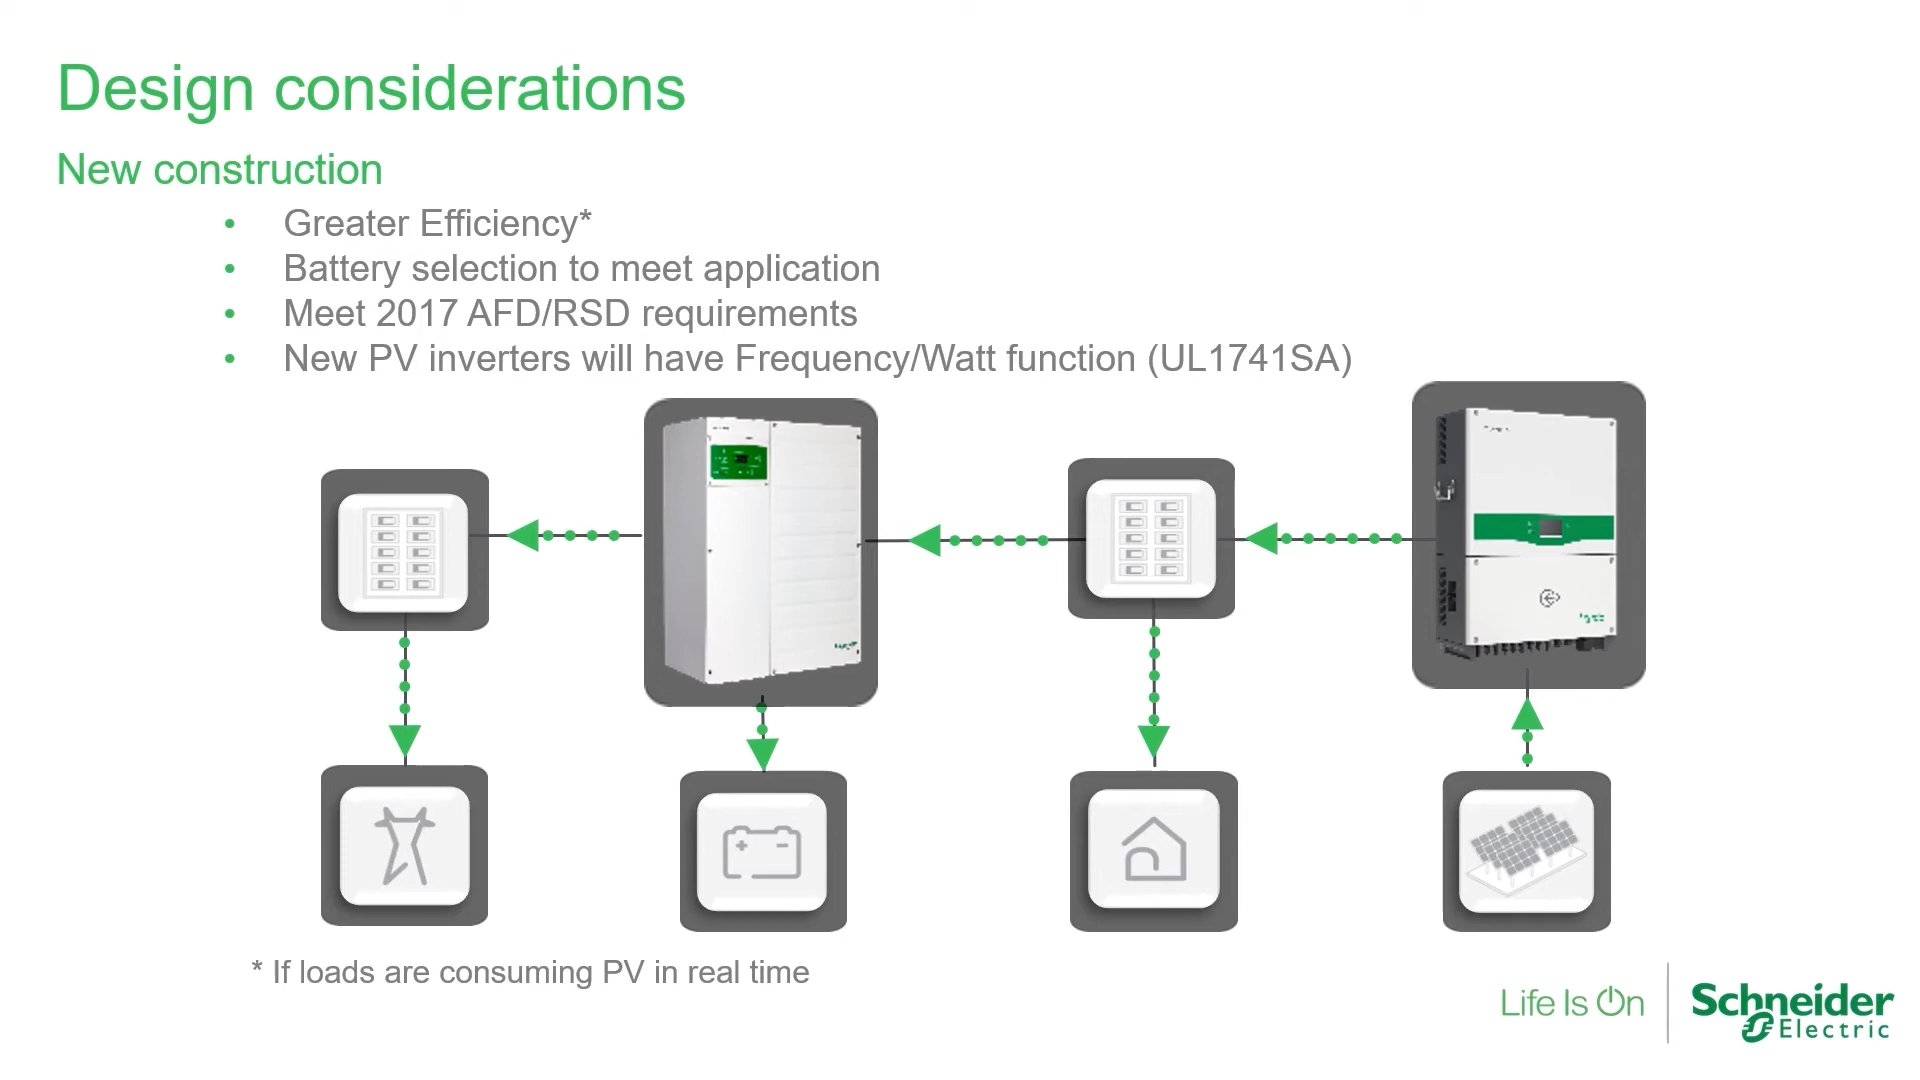 Design considerations
New construction
• Greater Efficiency*
• Battery selection to meet application
• Meet 2017 AFD/RSD requirements
• New PV inverters will have Frequency/Watt function (UL1741SA)
* If loads are consuming PV in real time
Life Is On
Schneider
Electric